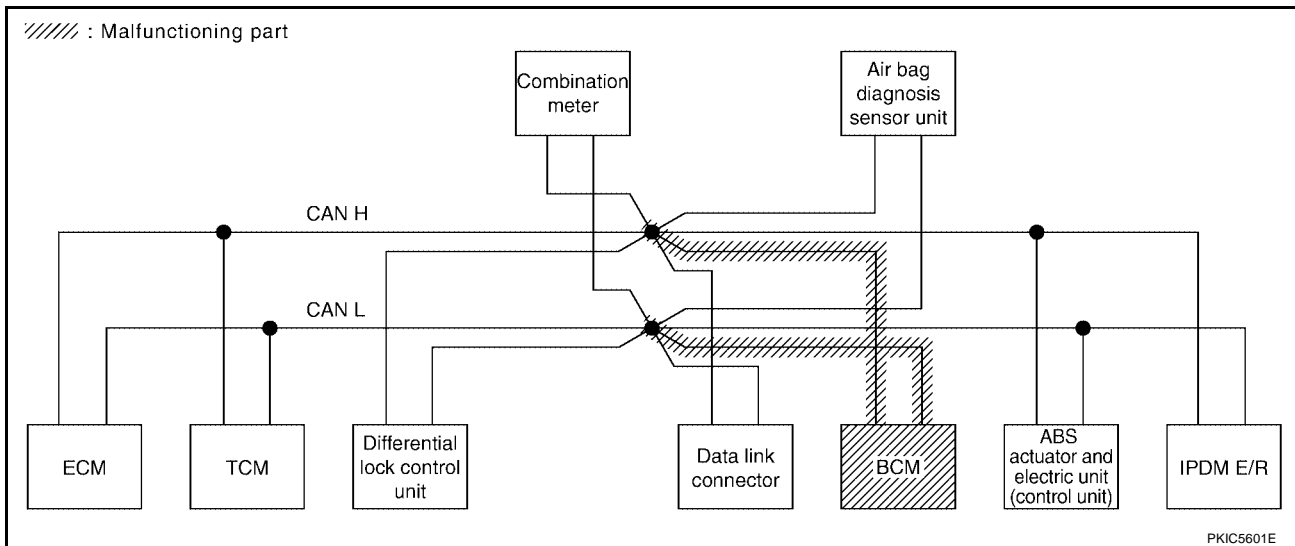 : Malfunctioning part
Combination
meter
Air bag
diagnosis
sensor unit
CAN H
CAN L
ECM
TCM
Differential
lock control
unit
Data link
connector
BCM
ABS
actuator and
electric unit
(control unit)
IPDM E/R
PKIC5601E